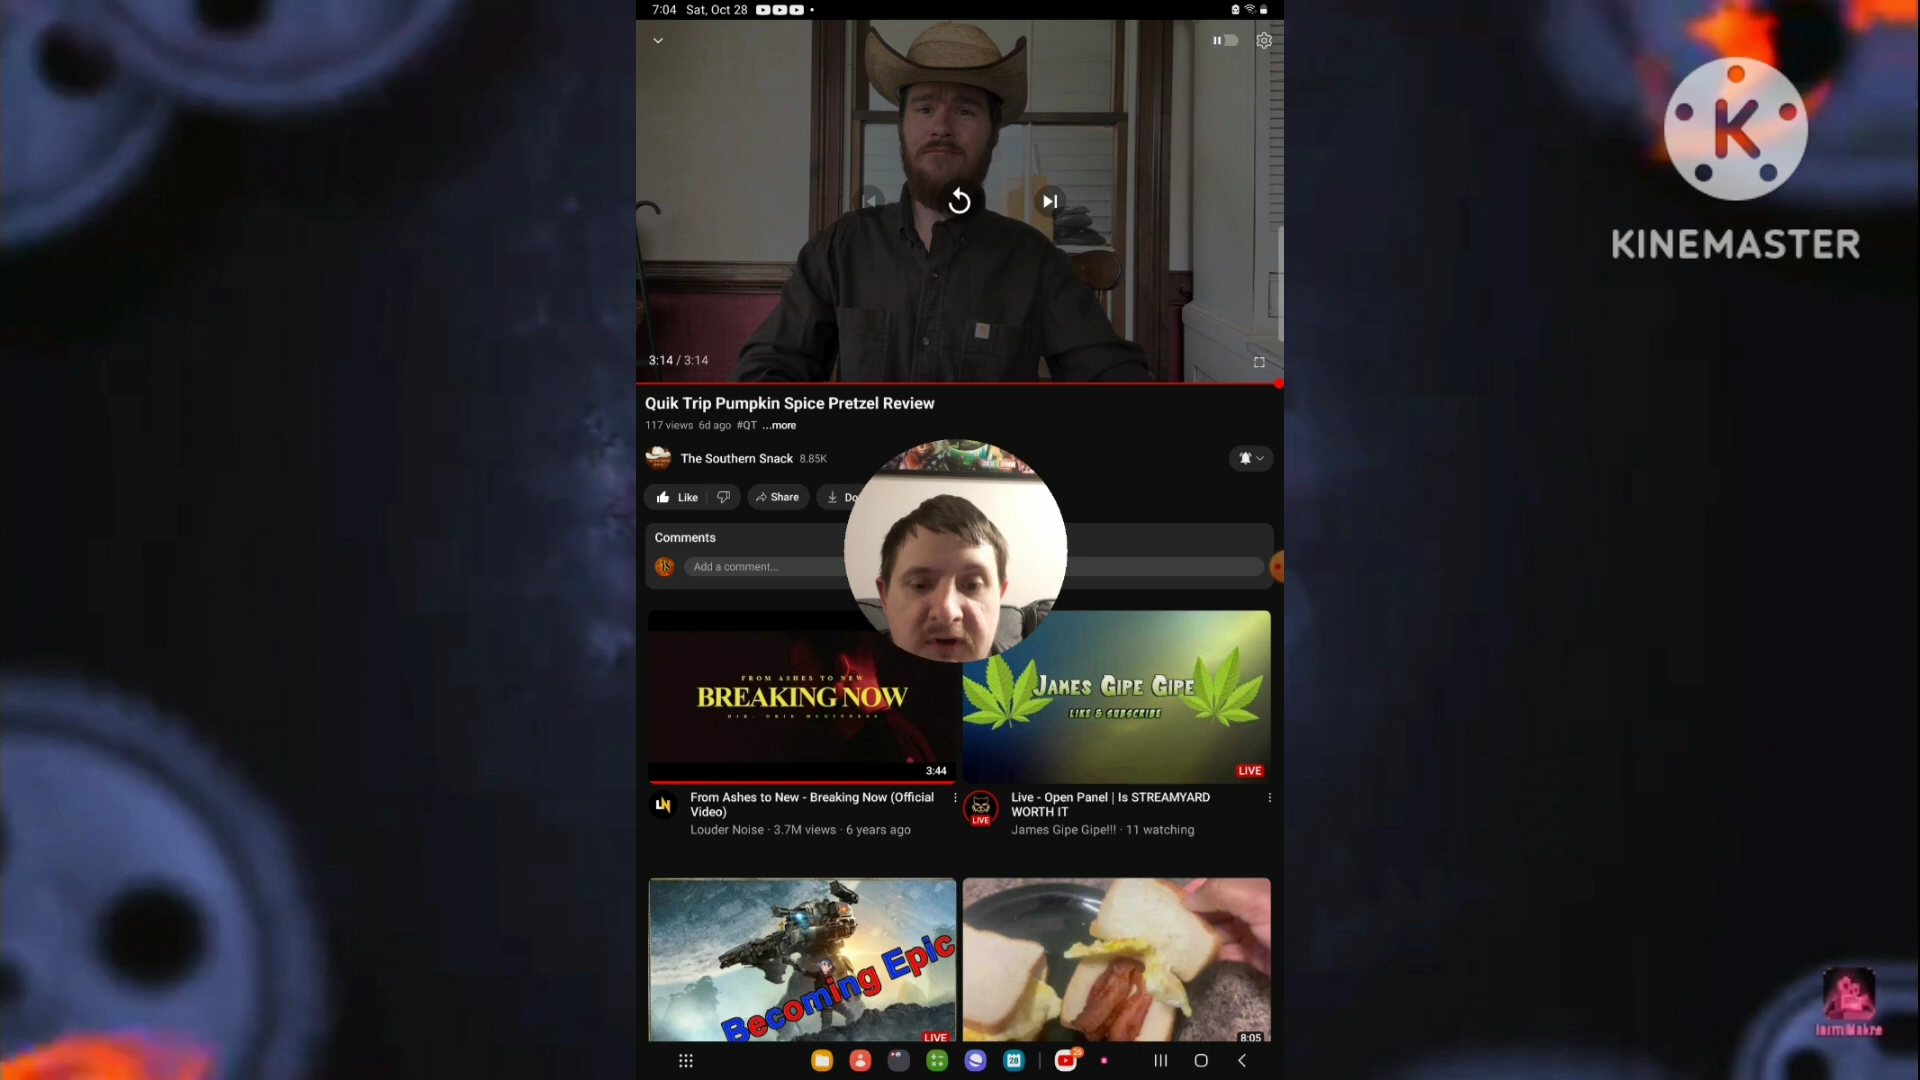 7:04 Sat, Oct 28
K
KINEMASTER
3:14 / 3:14
Quik Trip Pumpkin Spice Pretzel Review
117 views 6d ago #QT ...more
The Southern Snack 8.85K
Like
Share
Do
Comments
Add a comment...
FROM ASHES TO NEW
BREAKING NOW
3:44
JAMES GIPE GIPE
LIKE & SUBSCRIBE
LIVE
From Ashes to New - Breaking Now (Official
Video)
Louder Noise · 3.7M views · 6 years ago
LIVE
Live - Open Panel | Is STREAMYARD
WORTH IT
James Gipe Gipe!!! · 11 watching
Becoming Epic
LIVE
8:05
28